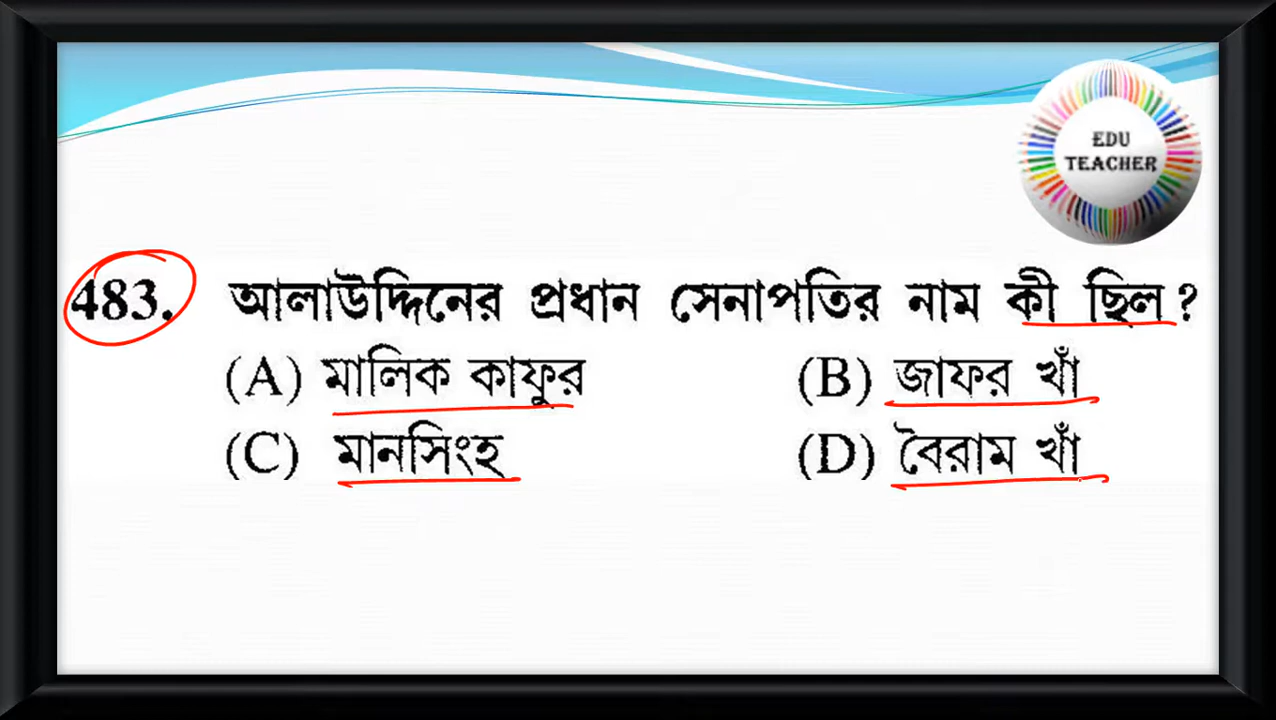 EDU
TEACHER
483. আলাউদ্দিনের প্রধান সেনাপতির নাম কী ছিল ?
(A) মালিক কাফুর (B) জাফর খাঁ
(C) মানসিংহ (D) বৈরাম খাঁ